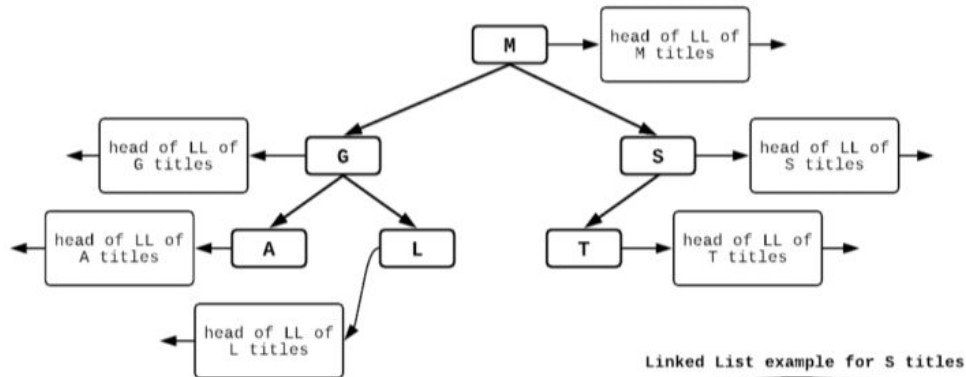 M
head of LL of
M titles
head of LL of
G titles
G
S
head of LL of
S titles
head of LL of
A titles
A
L
T
head of LL of
T titles
head of LL of
L titles
Linked List example for S titles